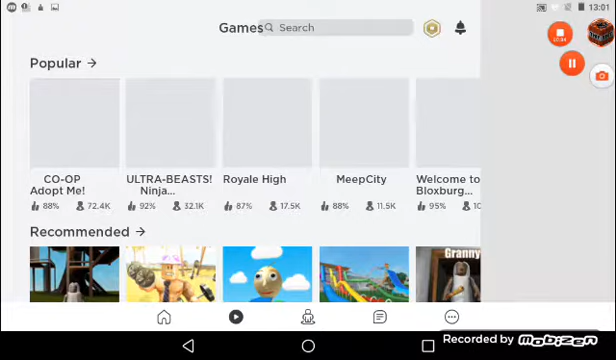 13:01
Games
Search
Popular →
CO-OP
Adopt Me!
88% 72.4K
ULTRA-BEASTS!
Ninja...
92% 32.1K
Royale High
87% 17.5K
MeepCity
88% 11.5K
Welcome to
Bloxburg...
95%
Recommended →
Granny
Recorded by
mobizen